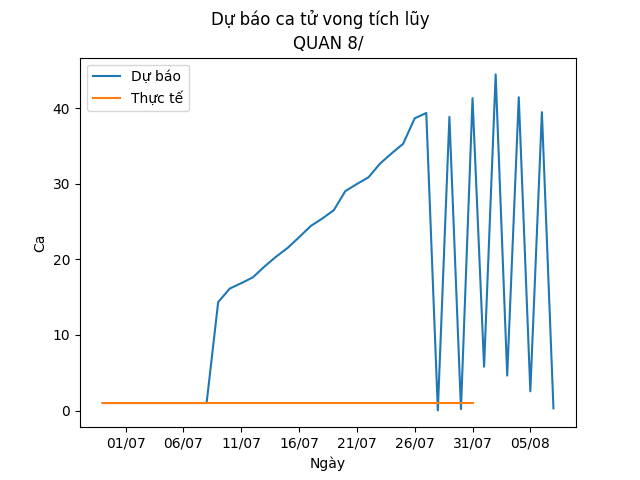 Dự báo ca tử vong tích lũy
QUAN 8/
Dự báo
Thực tế
Ca
40
30
20
10
0
01/07 06/07 11/07 16/07 21/07 26/07 31/07 05/08
Ngày